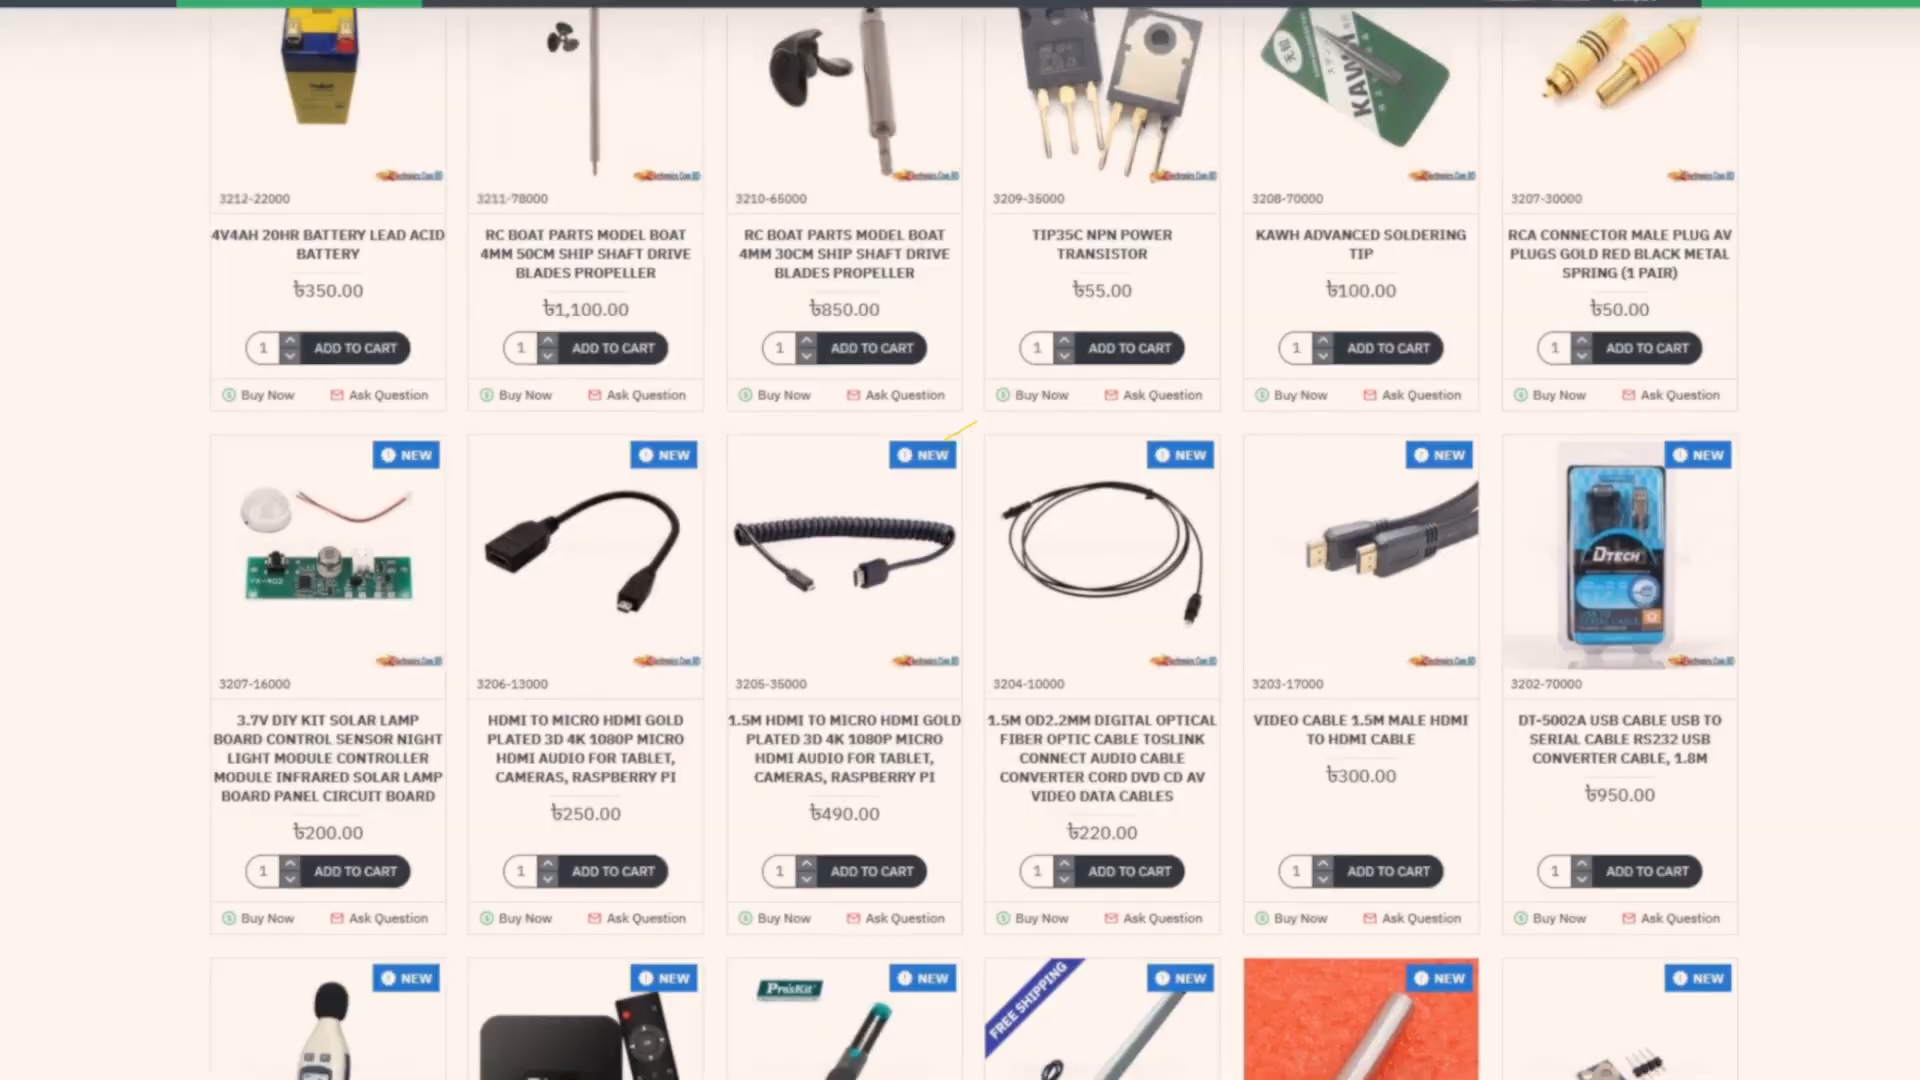 3212-22000
3211-78000
3210-65000
3209-35000
3208-70000
3207-30000
4V4AH 20HR BATTERY LEAD ACID
BATTERY
৳350.00
RC BOAT PARTS MODEL BOAT
4MM 50CM SHIP SHAFT DRIVE
BLADES PROPELLER
৳1,100.00
RC BOAT PARTS MODEL BOAT
4MM 30CM SHIP SHAFT DRIVE
BLADES PROPELLER
৳850.00
TIP35C NPN POWER
TRANSISTOR
৳55.00
KAWH
KAWH ADVANCED SOLDERING
TIP
৳100.00
RCA CONNECTOR MALE PLUG AV
PLUGS GOLD RED BLACK METAL
SPRING (1 PAIR)
৳50.00
1 ADD TO CART
1 ADD TO CART
1 ADD TO CART
1 ADD TO CART
1 ADD TO CART
1 ADD TO CART
Buy Now Ask Question
Buy Now Ask Question
Buy Now Ask Question
Buy Now Ask Question
Buy Now Ask Question
Buy Now Ask Question
NEW
NEW
NEW
NEW
NEW
NEW
YX-402
DTECH
3207-16000
3206-13000
3205-35000
3204-10000
3203-17000
3202-70000
3.7V DIY KIT SOLAR LAMP
BOARD CONTROL SENSOR NIGHT
LIGHT MODULE CONTROLLER
MODULE INFRARED SOLAR LAMP
BOARD PANEL CIRCUIT BOARD
৳200.00
HDMI TO MICRO HDMI GOLD
PLATED 3D 4K 1080P MICRO
HDMI AUDIO FOR TABLET,
CAMERAS, RASPBERRY PI
৳250.00
1.5M HDMI TO MICRO HDMI GOLD
PLATED 3D 4K 1080P MICRO
HDMI AUDIO FOR TABLET,
CAMERAS, RASPBERRY PI
৳490.00
1.5M OD2.2MM DIGITAL OPTICAL
FIBER OPTIC CABLE TOSLINK
CONNECT AUDIO CABLE
CONVERTER CORD DVD CD AV
VIDEO DATA CABLES
৳220.00
VIDEO CABLE 1.5M MALE HDMI
TO HDMI CABLE
৳300.00
DT-5002A USB CABLE USB TO
SERIAL CABLE RS232 USB
CONVERTER CABLE, 1.8M
৳950.00
1 ADD TO CART
1 ADD TO CART
1 ADD TO CART
1 ADD TO CART
1 ADD TO CART
1 ADD TO CART
Buy Now Ask Question
Buy Now Ask Question
Buy Now Ask Question
Buy Now Ask Question
Buy Now Ask Question
Buy Now Ask Question
NEW
NEW
Pro'sKit
NEW
FREE SHIPPING
NEW
NEW
NEW